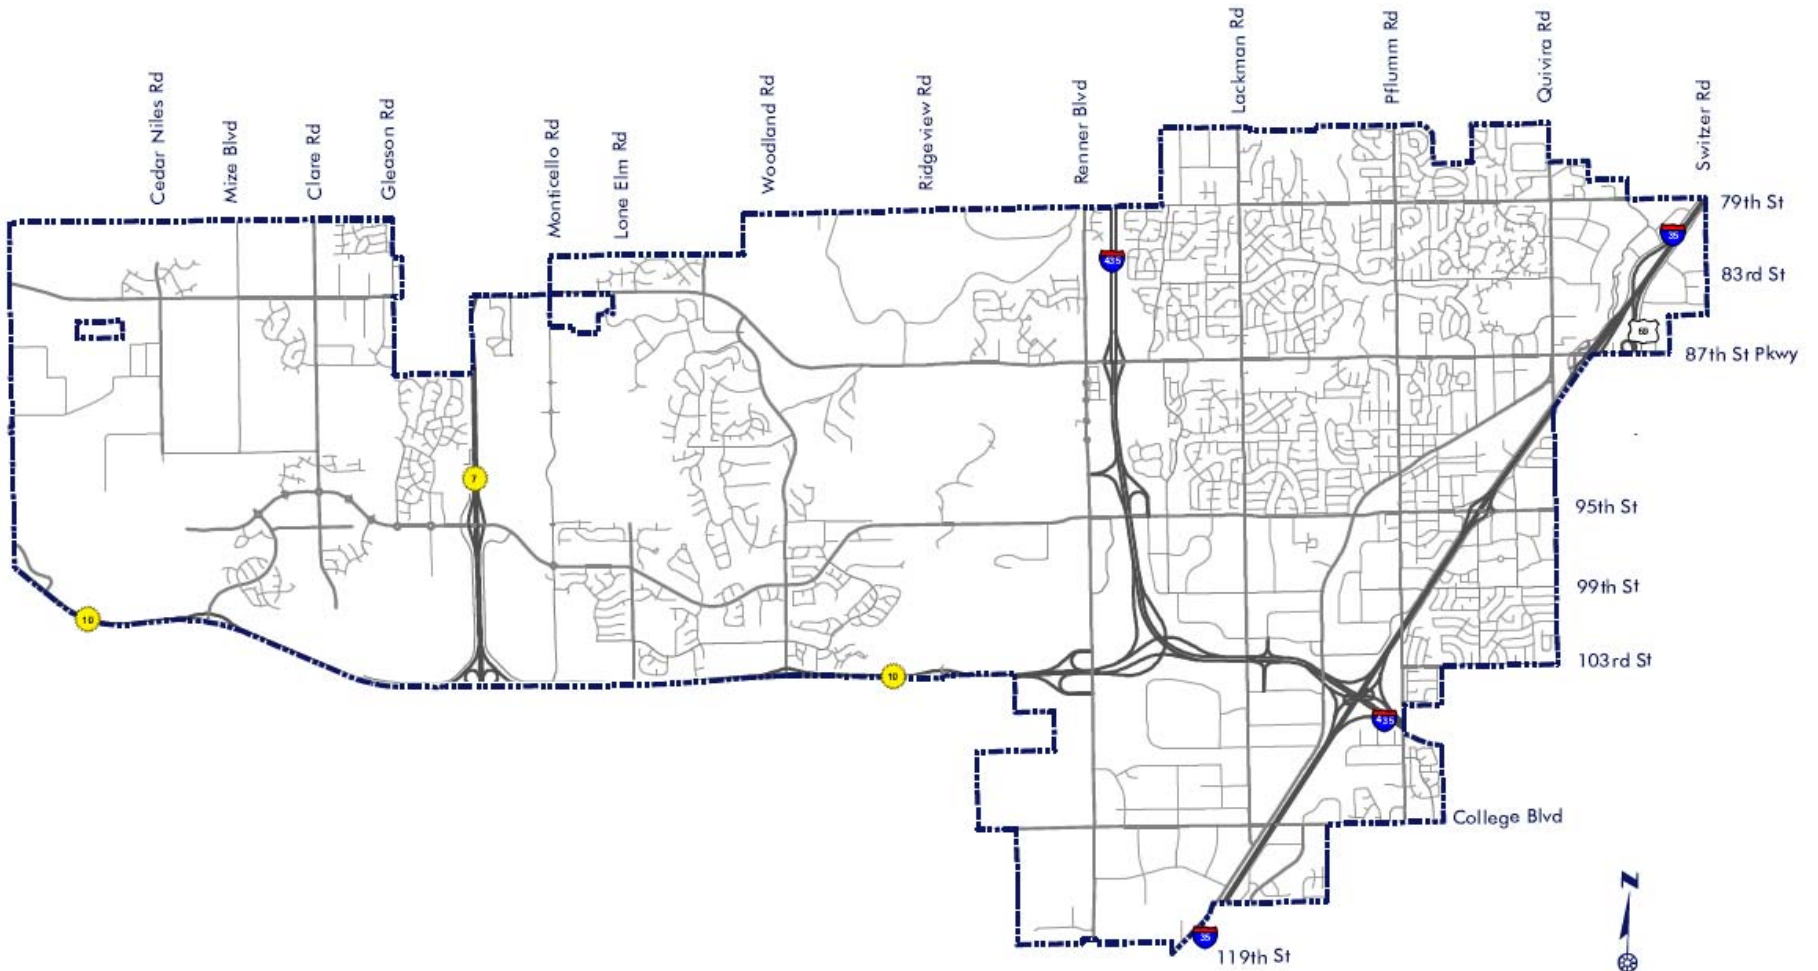 Cedar Niles Rd
Mize Blvd
Clare Rd
Gleason Rd
Monticello Rd
Lone Elm Rd
Woodland Rd
Ridgeview Rd
Renner Blvd
Lackman Rd
Pflumm Rd
Quivira Rd
Switzer Rd
79th St
35
435
83rd St
69
87th St Pkwy
7
95th St
99th St
10
103rd St
10
435
College Blvd
N
35
119th St